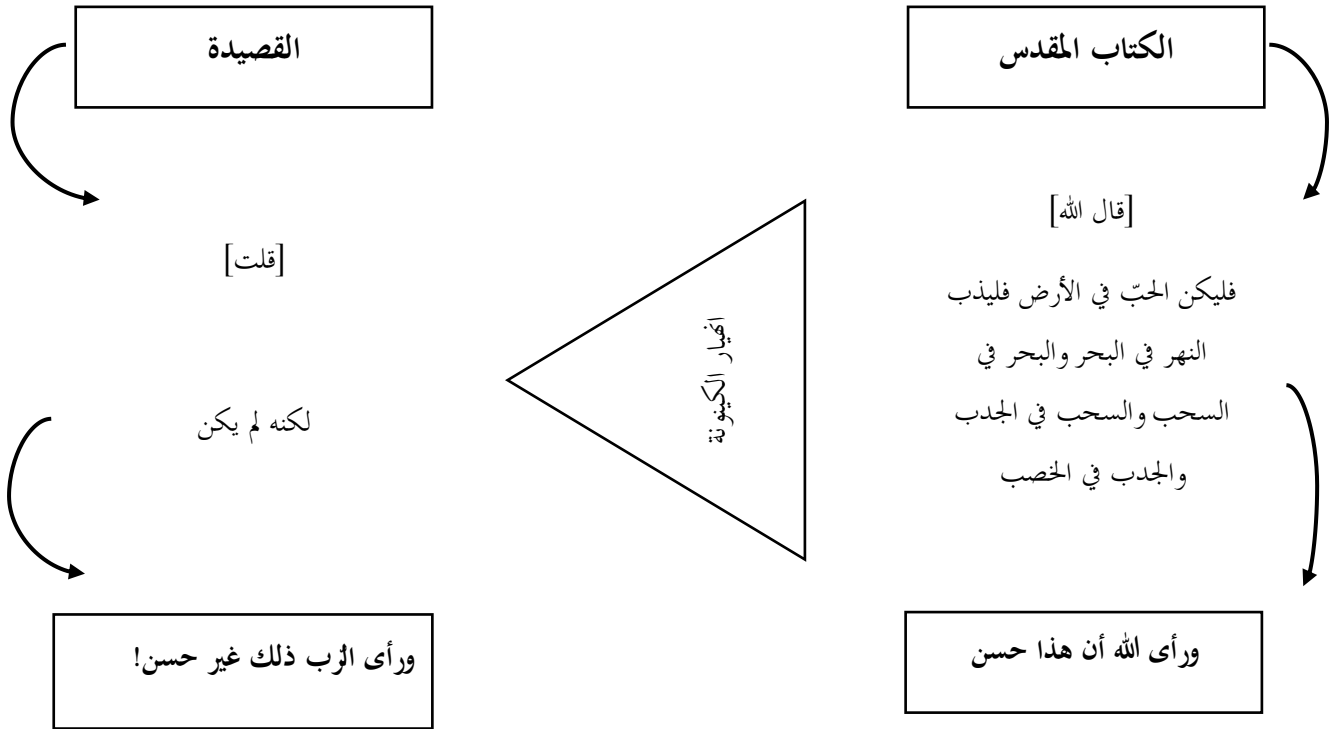 الكتاب المقدس
[قال الله]
فليكن الحبّ في الأرض فليذب
النهر في البحر والبحر في
السحب والسحب في الجدب
والجدب في الخصب
ورأى الله أن هذا حسن
انهيار الكينونة
القصيدة
[قلت]
لكنه لم يكن
ورأى الرب ذلك غير حسن!